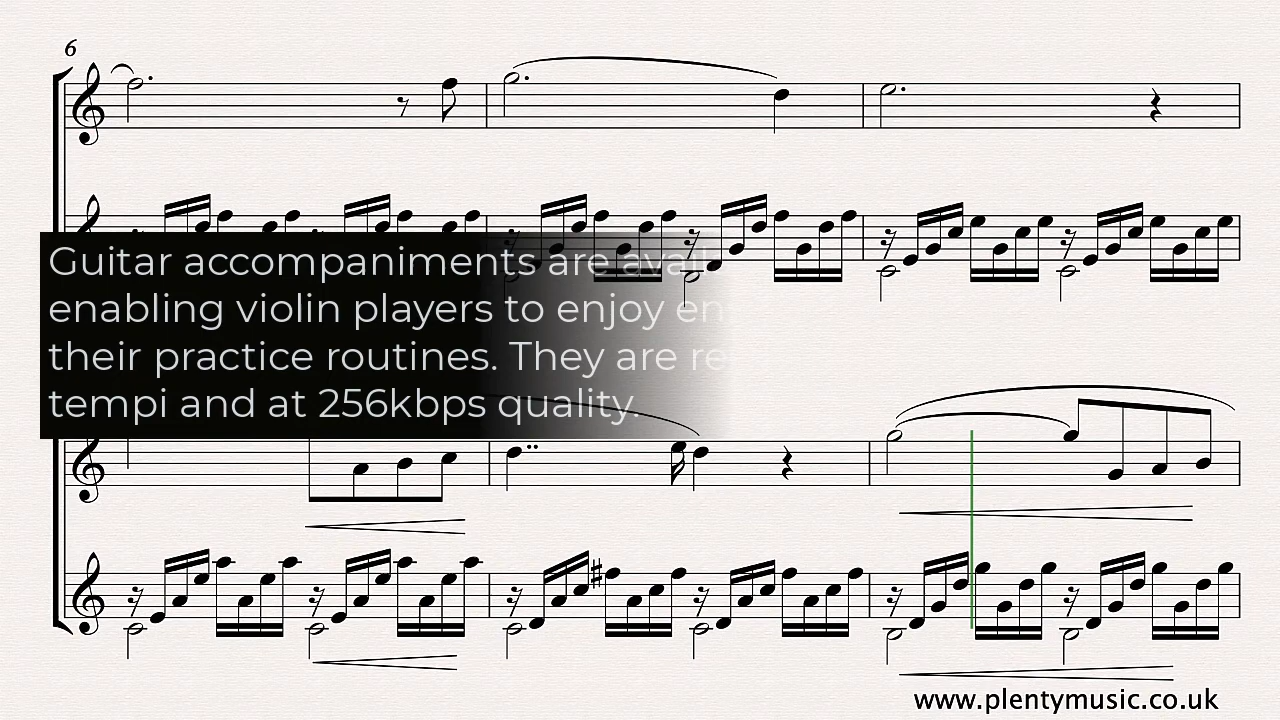 6
Guitar accompaniments are
enabling violin players to enjoy
their practice routines. They are
tempi and at 256kbps quality.
www.plentymusic.co.uk